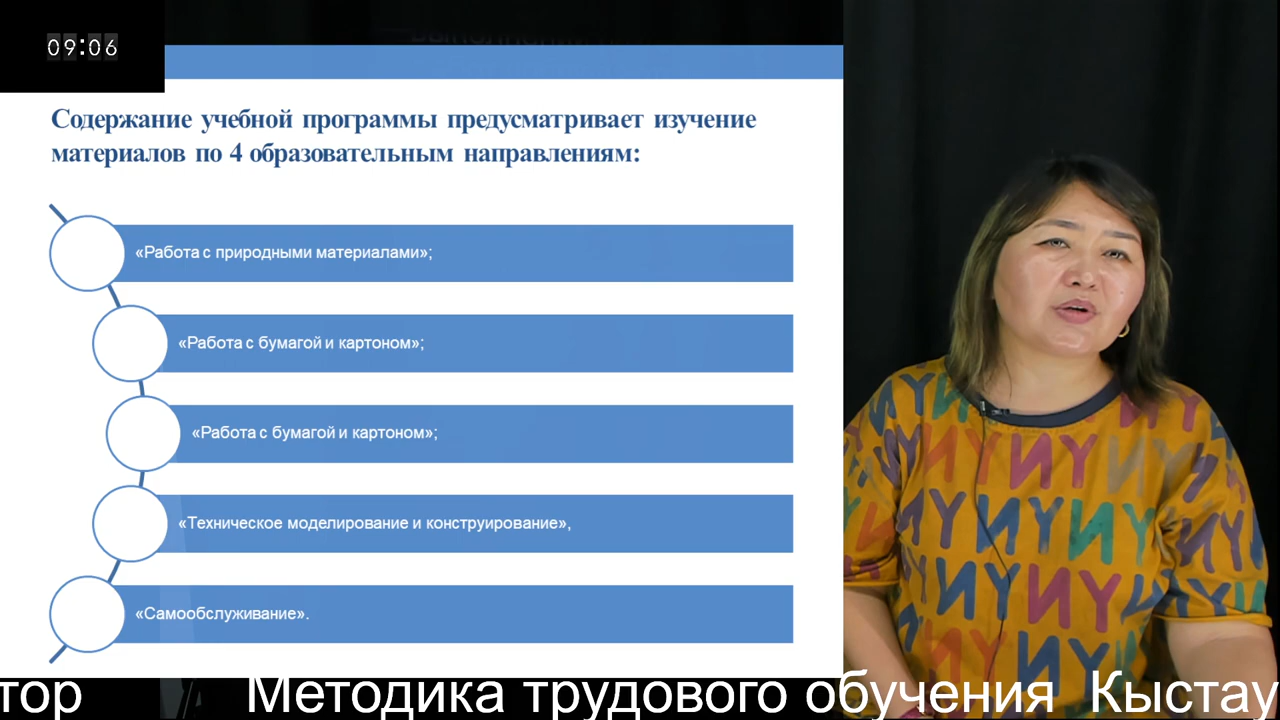 09:06
Содержание учебной программы предусматривает изучение
материалов по 4 образовательным направлениям:
«Работа с природными материалами»;
«Работа с бумагой и картоном»;
«Работа с бумагой и картоном»;
«Техническое моделирование и конструирование»,
«Самообслуживание».
тор Методика трудового обучения Кыстау